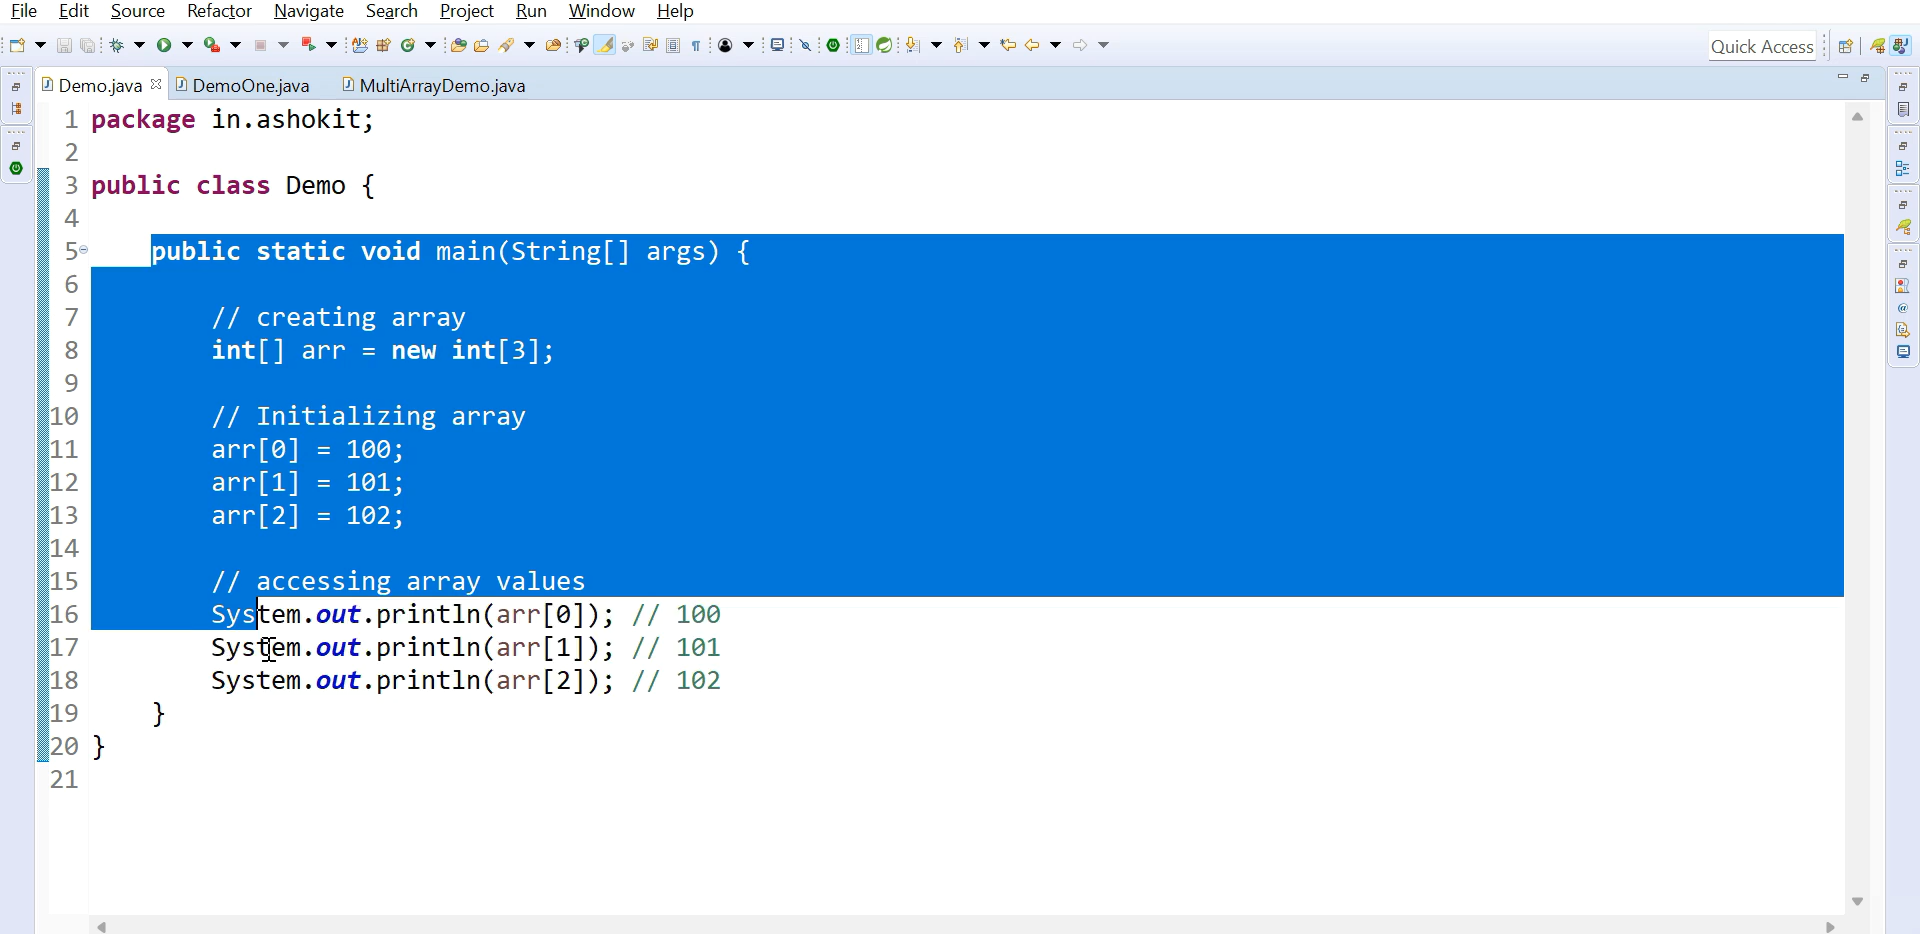 File Edit Source Refactor Navigate Search Project Run Window Help
Quick Access
Demo.java DemoOne.java MultiArrayDemo.java
1 package in.ashokit;
2
3 public class Demo {
4
5 public static void main(String[] args) {
6
7 // creating array
8 int[] arr = new int[3];
9
10 // Initializing array
11 arr[0] = 100;
12 arr[1] = 101;
13 arr[2] = 102;
14
15 // accessing array values
16 System.out.println(arr[0]); // 100
17 System.out.println(arr[1]); // 101
18 System.out.println(arr[2]); // 102
19 }
20 }
21